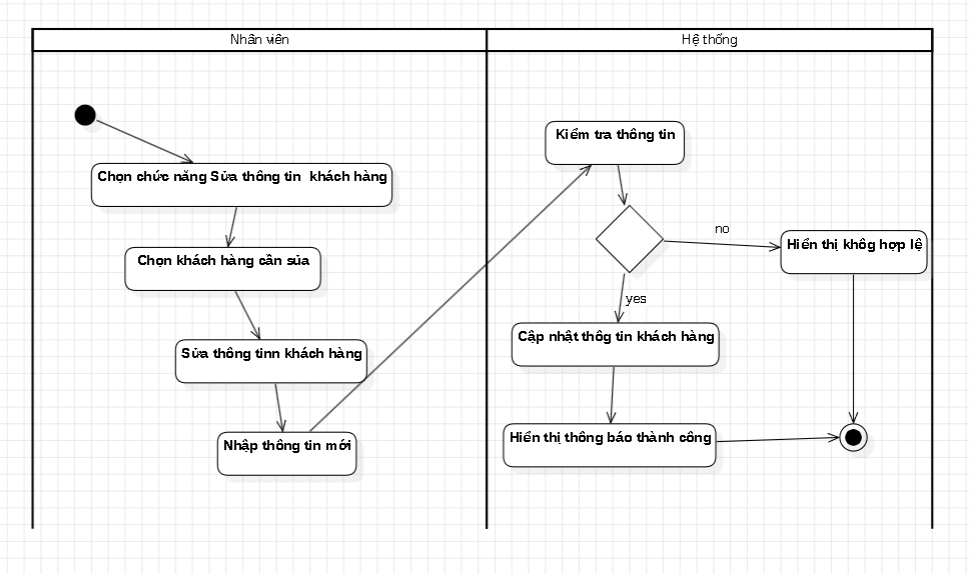 Nhân viên
Hệ thống
Chọn chức năng Sửa thông tin khách hàng
Chọn khách hàng cần sủa
Sửa thông tinn khách hàng
Nhập thông tin mới
Kiểm tra thông tin
no
Hiển thị khôg hợp lệ
yes
Cập nhật thôg tin khách hàng
Hiển thị thông báo thành công